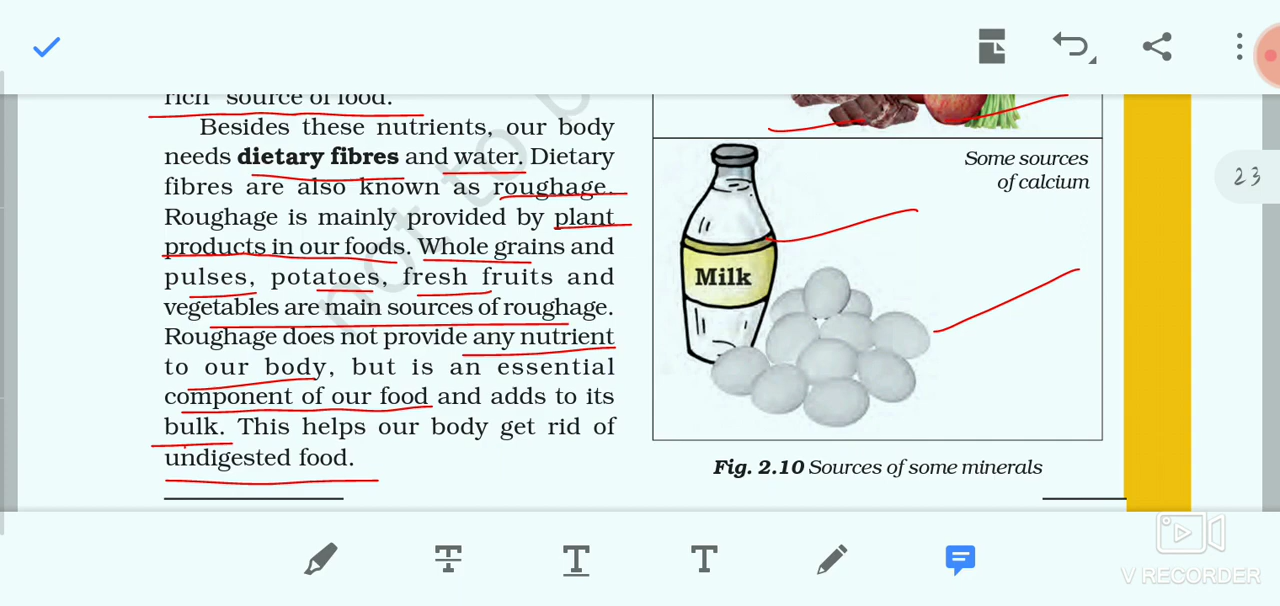 rich source of food.
Besides these nutrients, our body
needs dietary fibres and water. Dietary
fibres are also known as roughage.
Roughage is mainly provided by plant
products in our foods. Whole grains and
pulses, potatoes, fresh fruits and
vegetables are main sources of roughage.
Roughage does not provide any nutrient
to our body, but is an essential
component of our food and adds to its
bulk. This helps our body get rid of
undigested food.
Some sources
of calcium
Milk
Fig. 2.10 Sources of some minerals
23
not to b
T
T
T
V RECORDER